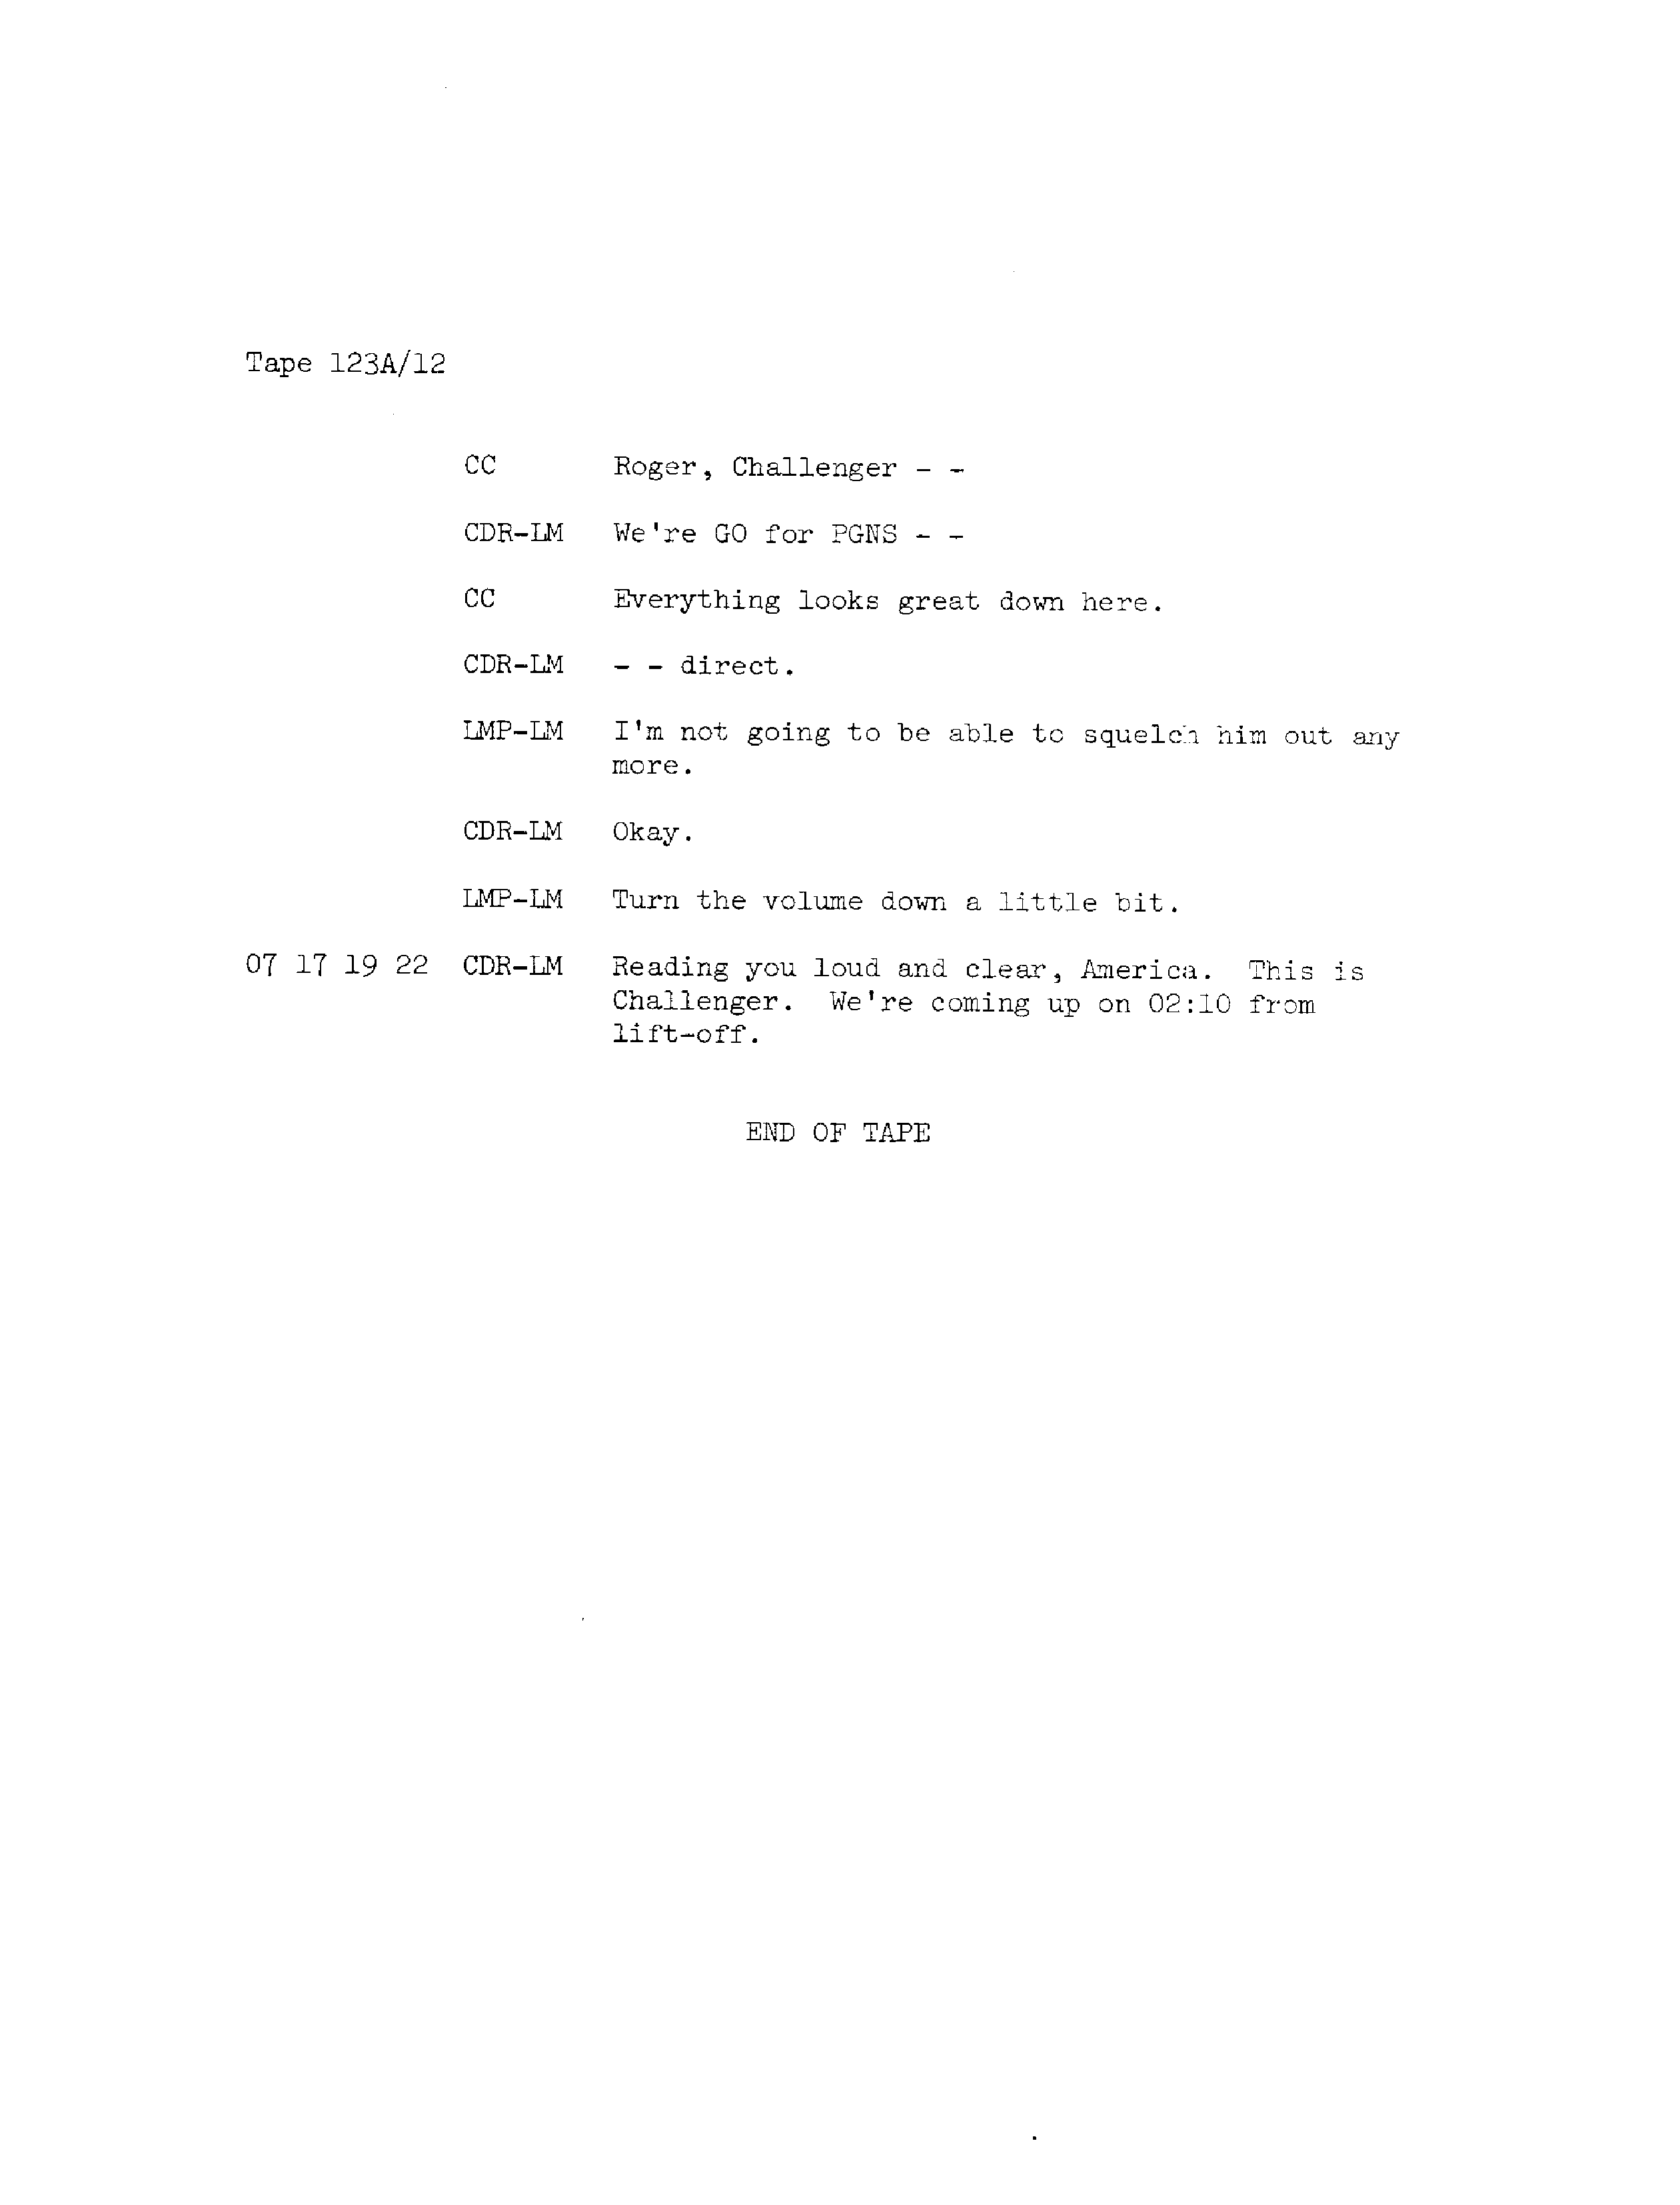 Tape 123A/12
CC Roger, Challenger - -
CDR-LM We're GO for PGNS - -
CC Everything looks great down here.
CDR-LM - - direct.
LMP-LM I'm not going to be able to squelch him out any
more.
CDR-LM Okay.
LMP-LM Turn the volume down a little bit.
07 17 19 22 CDR-LM Reading you loud and clear, America. This is
Challenger. We're coming up on 02:10 from
lift-off.
END OF TAPE